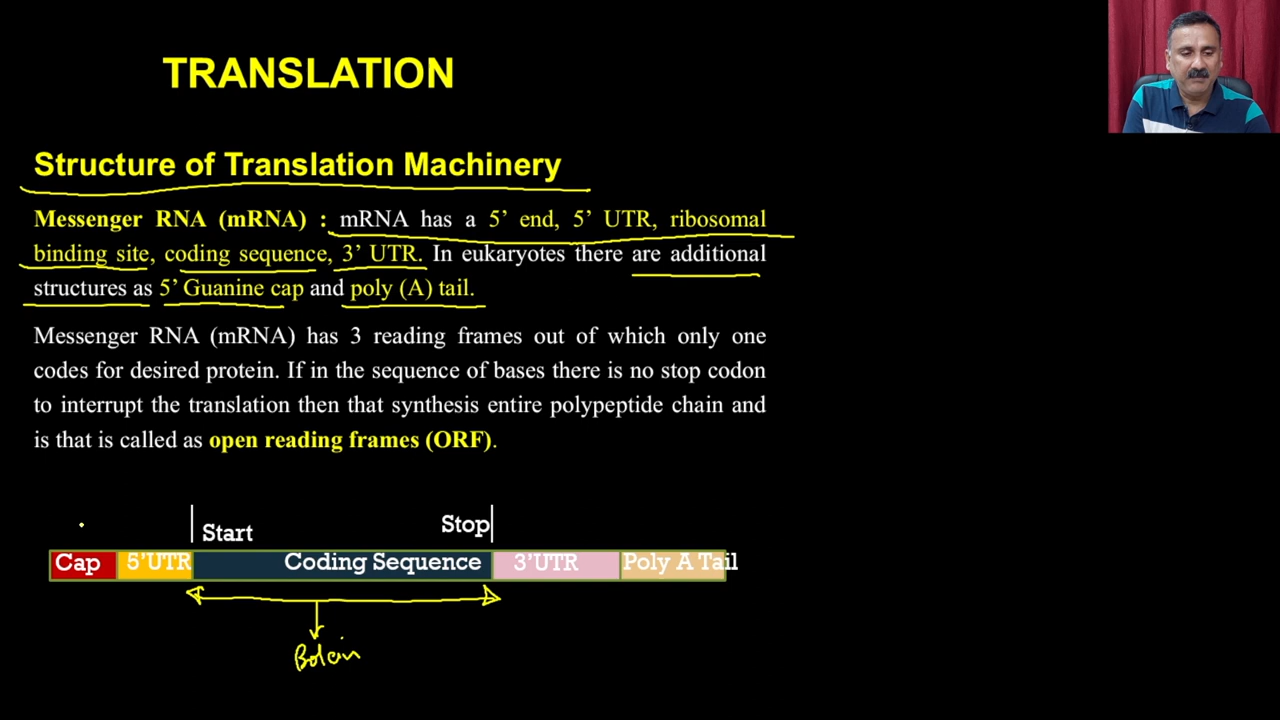 TRANSLATION
Structure of Translation Machinery
Messenger RNA (mRNA) : mRNA has a 5’ end, 5’ UTR, ribosomal
binding site, coding sequence, 3’ UTR. In eukaryotes there are additional
structures as 5’ Guanine cap and poly (A) tail.
Messenger RNA (mRNA) has 3 reading frames out of which only one
codes for desired protein. If in the sequence of bases there is no stop codon
to interrupt the translation then that synthesis entire polypeptide chain and
is that is called as open reading frames (ORF).
Start Stop
Cap 5’UTR Coding Sequence 3’UTR Poly A Tail